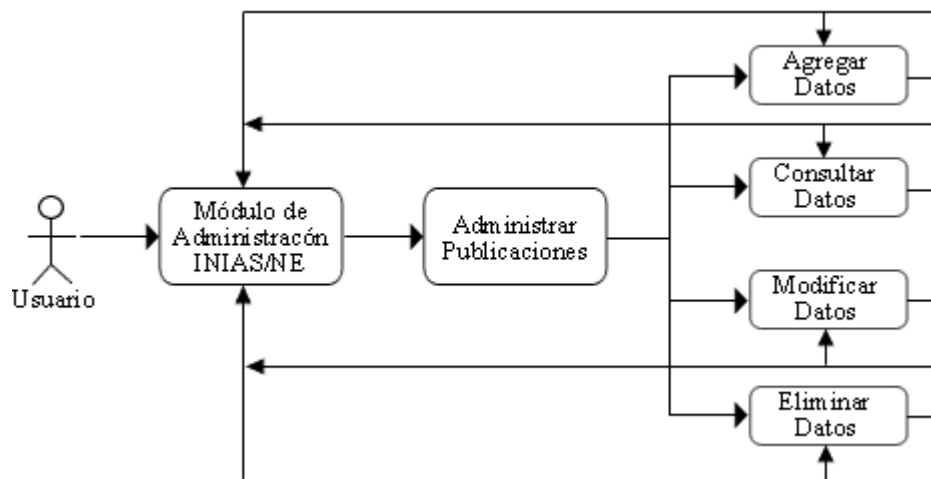 Agregar
Datos
Consultar
Datos
Módulo de
Administracón
INIAS/NE
Administrar
Publicaciones
Usuario
Modificar
Datos
Eliminar
Datos